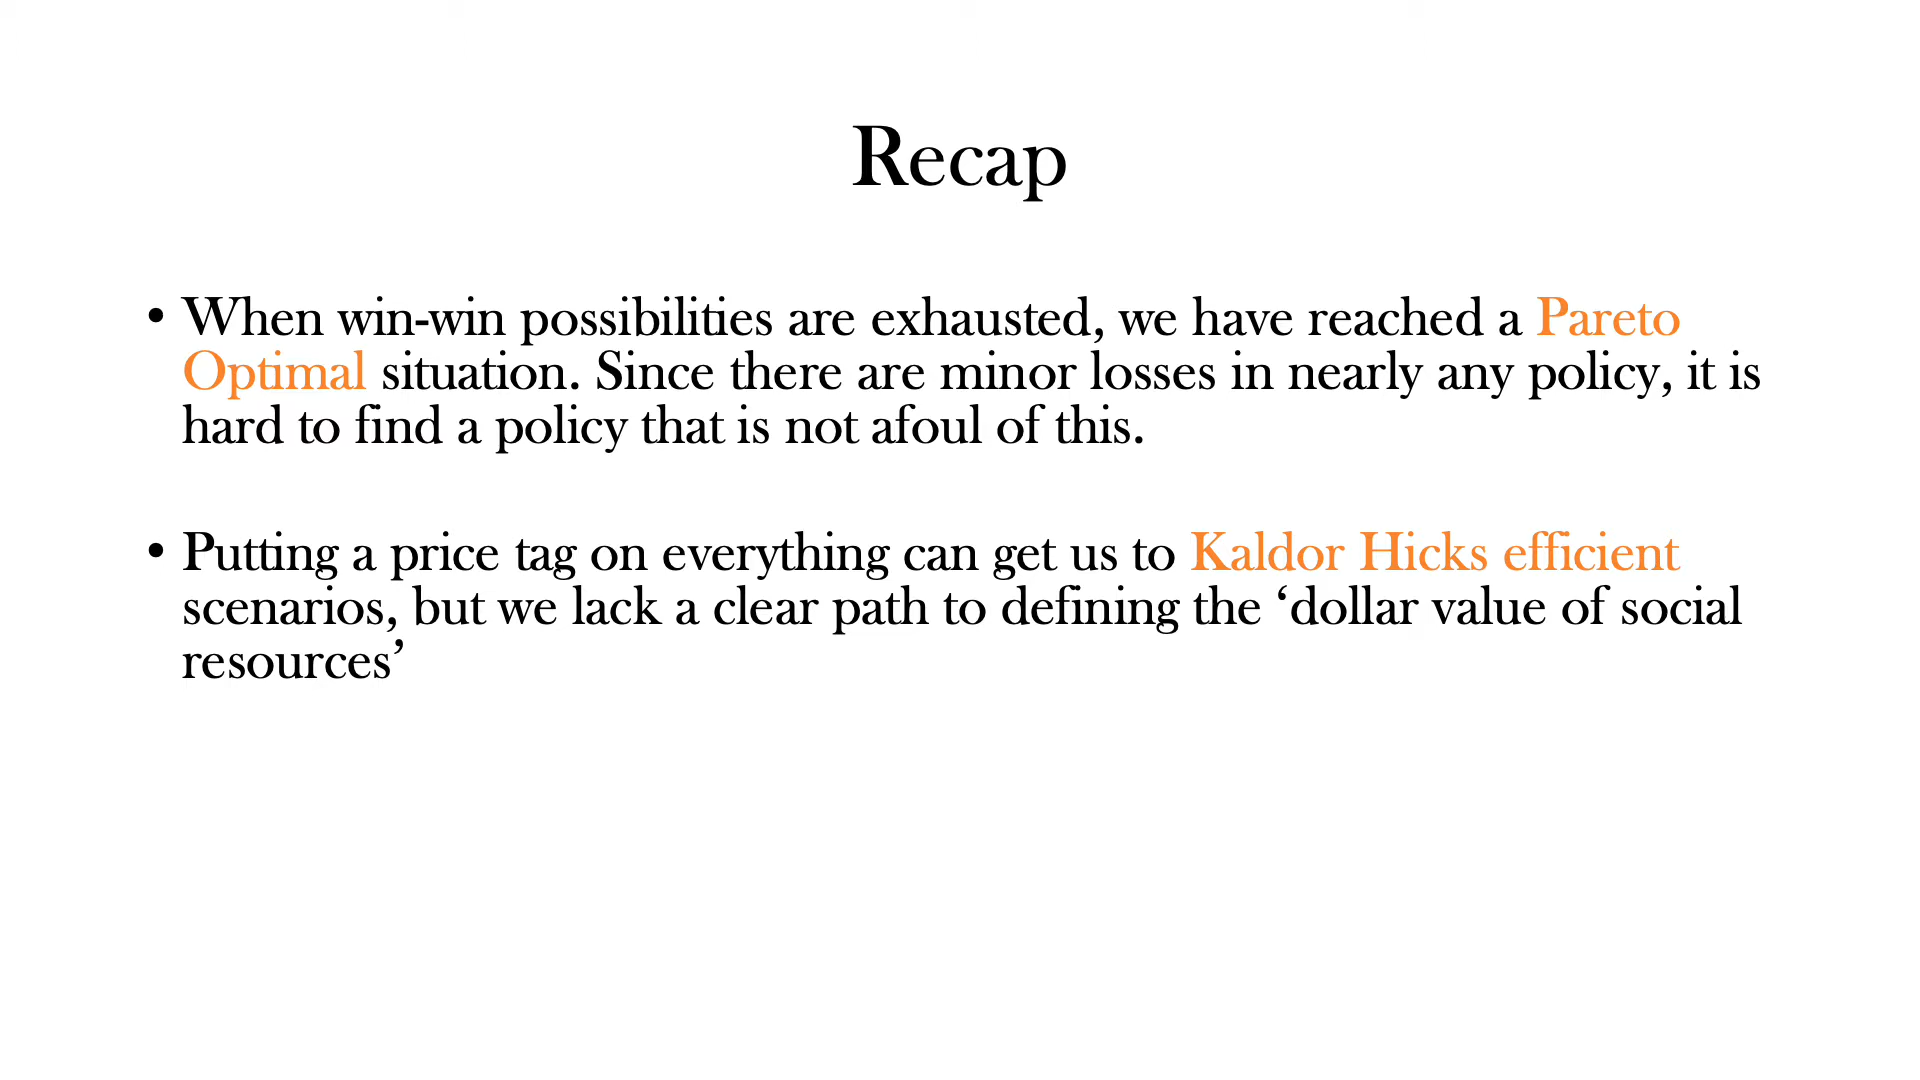 Recap
• When win-win possibilities are exhausted, we have reached a Pareto
Optimal situation. Since there are minor losses in nearly any policy, it is
hard to find a policy that is not afoul of this.
• Putting a price tag on everything can get us to Kaldor Hicks efficient
scenarios, but we lack a clear path to defining the ‘dollar value of social
resources’